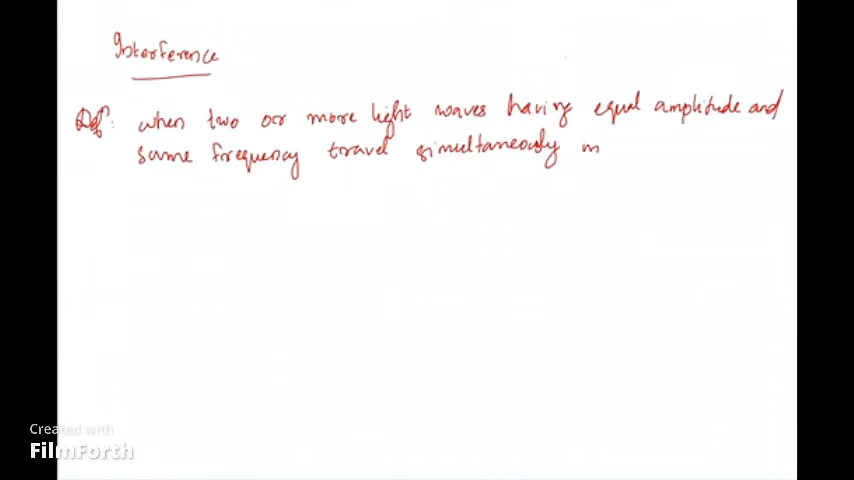 Interference
Defn: when two or more light waves having equal amplitude and
same frequency travel simultaneously in
Created with
FilmForth